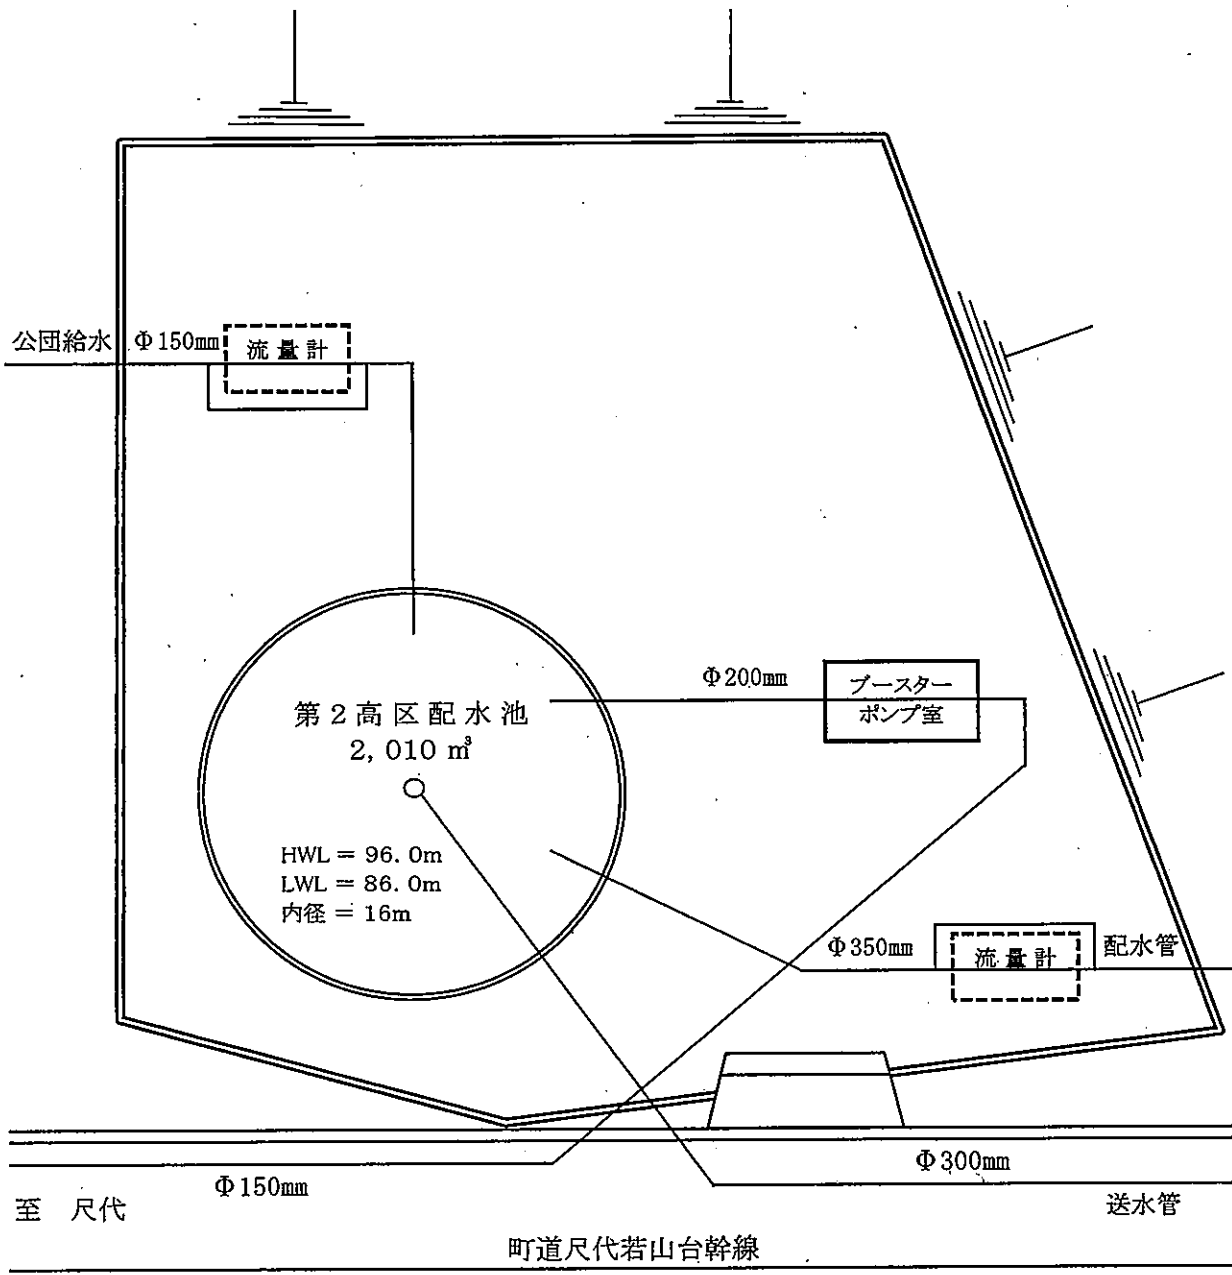 公団給水 Φ150mm 流量計
Φ200mm
ブースター
ポンプ室
第2高区配水池
2,010 ㎥
HWL = 96.0m
LWL = 86.0m
内径 = 16m
Φ350mm 流量計 配水管
Φ150mm
Φ300mm
至 尺代
送水管
町道尺代若山台幹線